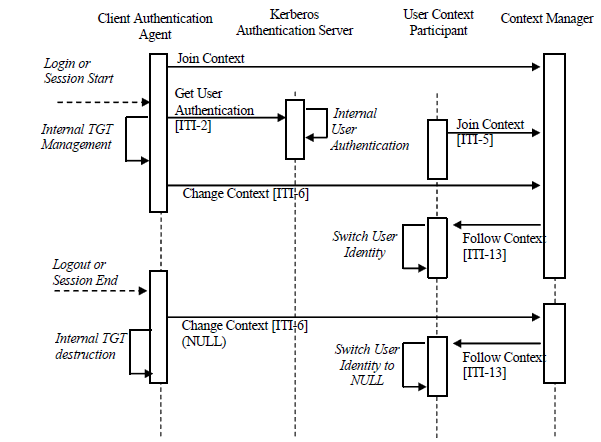 Client Authentication
Agent
Kerberos
Authentication Server
User Context
Participant
Context Manager
Login or
Session Start
Join Context
Get User
Authentication
[ITI-2]
Internal
User
Authentication
Internal TGT
Management
Join Context
[ITI-5]
Change Context [ITI-6]
Switch User
Identity
Follow Context
[ITI-13]
Logout or
Session End
Change Context [ITI-6]
(NULL)
Internal TGT
destruction
Switch User
Identity to
NULL
Follow Context
[ITI-13]